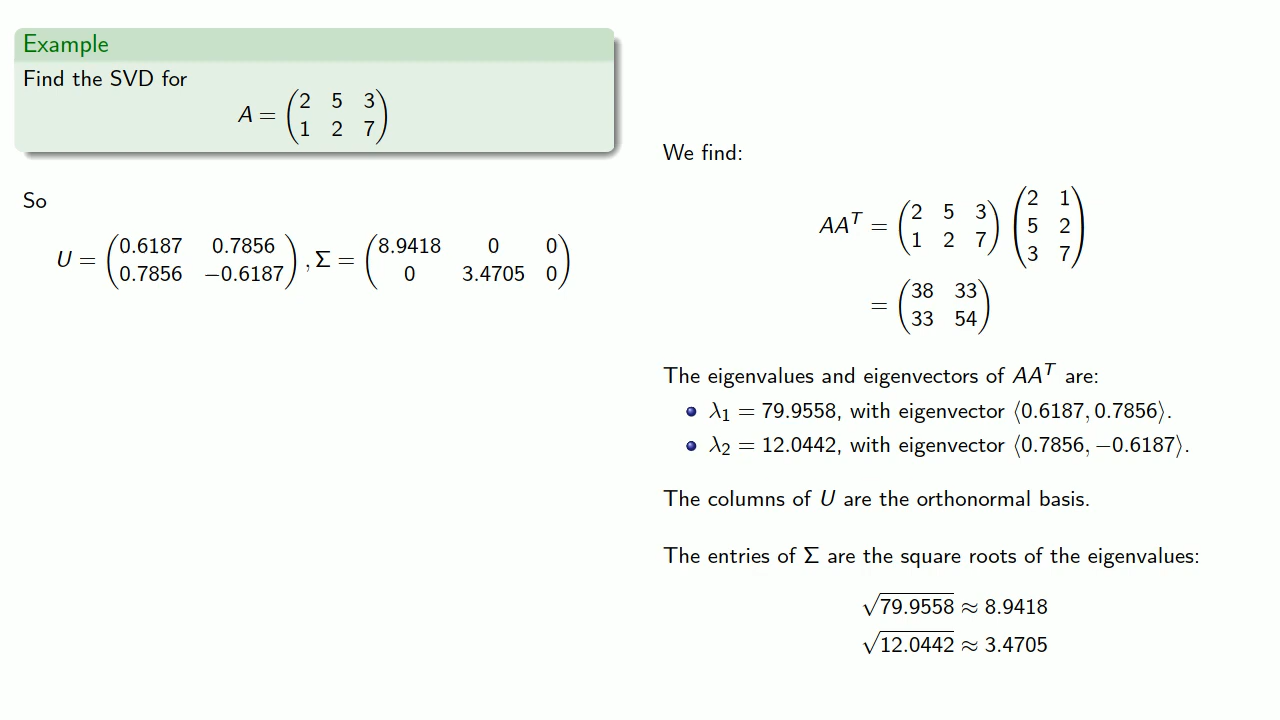 Example
Find the SVD for
A = (2 5 3
1 2 7)
So
U = (0.6187 0.7856
0.7856 −0.6187), Σ = (8.9418 0 0
0 3.4705 0)
We find:
AA^T = (2 5 3
1 2 7) (2 1
5 2
3 7)
= (38 33
33 54)
The eigenvalues and eigenvectors of AA^T are:
λ₁ = 79.9558, with eigenvector ⟨0.6187, 0.7856⟩.
λ₂ = 12.0442, with eigenvector ⟨0.7856, −0.6187⟩.
The columns of U are the orthonormal basis.
The entries of Σ are the square roots of the eigenvalues:
√79.9558 ≈ 8.9418
√12.0442 ≈ 3.4705